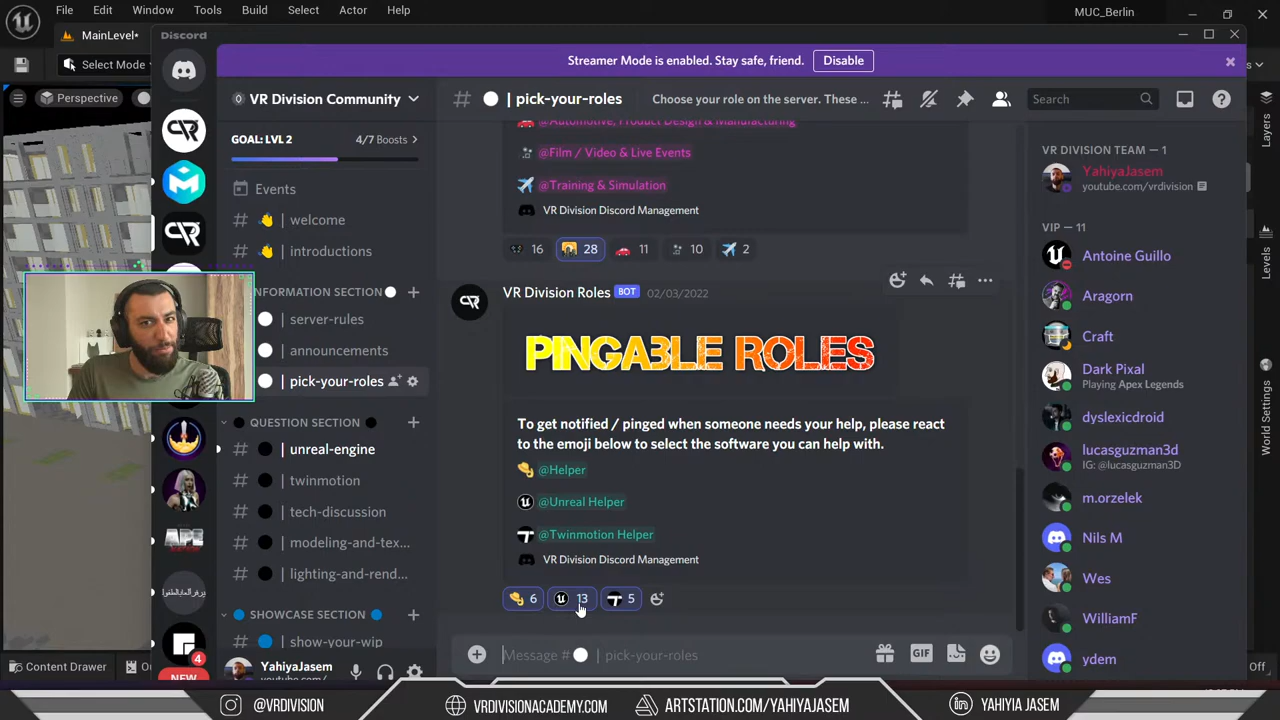 File Edit Window Tools Build Select Actor Help
MUC_Berlin
MainLevel*
Discord
Select Mode
Perspective
Streamer Mode is enabled. Stay safe, friend. Disable
VR Division Community
# | pick-your-roles
Choose your role on the server. These ...
Search
GOAL: LVL 2
4/7 Boosts
Events
# | welcome
# | introductions
INFORMATION SECTION
| server-rules
| announcements
| pick-your-roles
QUESTION SECTION
# | unreal-engine
# | twinmotion
# | tech-discussion
# | modeling-and-tex...
# | lighting-and-rend...
SHOWCASE SECTION
# | show-your-wip
4
NEW
YahiyaJasem
youtube.com/...
@Automotive, Product Design & Manufacturing
@Film / Video & Live Events
@Training & Simulation
VR Division Discord Management
16 28 11 10 2
VR Division Roles BOT 02/03/2022
PINGABLE ROLES
To get notified / pinged when someone needs your help, please react
to the emoji below to select the software you can help with.
@Helper
@Unreal Helper
@Twinmotion Helper
VR Division Discord Management
6 13 5
Message # | pick-your-roles
GIF
VR DIVISION TEAM — 1
YahiyaJasem
youtube.com/vrdivision
VIP — 11
Antoine Guillo
Aragorn
Craft
Dark Pixal
Playing Apex Legends
dyslexicdroid
lucasguzman3d
IG: @lucasguzman3D
m.orzelek
Nils M
Wes
WilliamF
ydem
Layers
Levels
World Settings
Content Drawer
Off
@VRDIVISION
VRDIVISIONACADEMY.COM
ARTSTATION.COM/YAHIYAJASEM
YAHIYIA JASEM